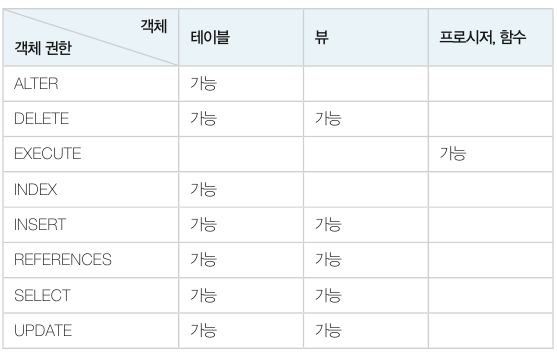 객체
객체 권한 테이블 뷰 프로시저, 함수
ALTER 가능
DELETE 가능 가능
EXECUTE 가능
INDEX 가능
INSERT 가능 가능
REFERENCES 가능 가능
SELECT 가능 가능
UPDATE 가능 가능